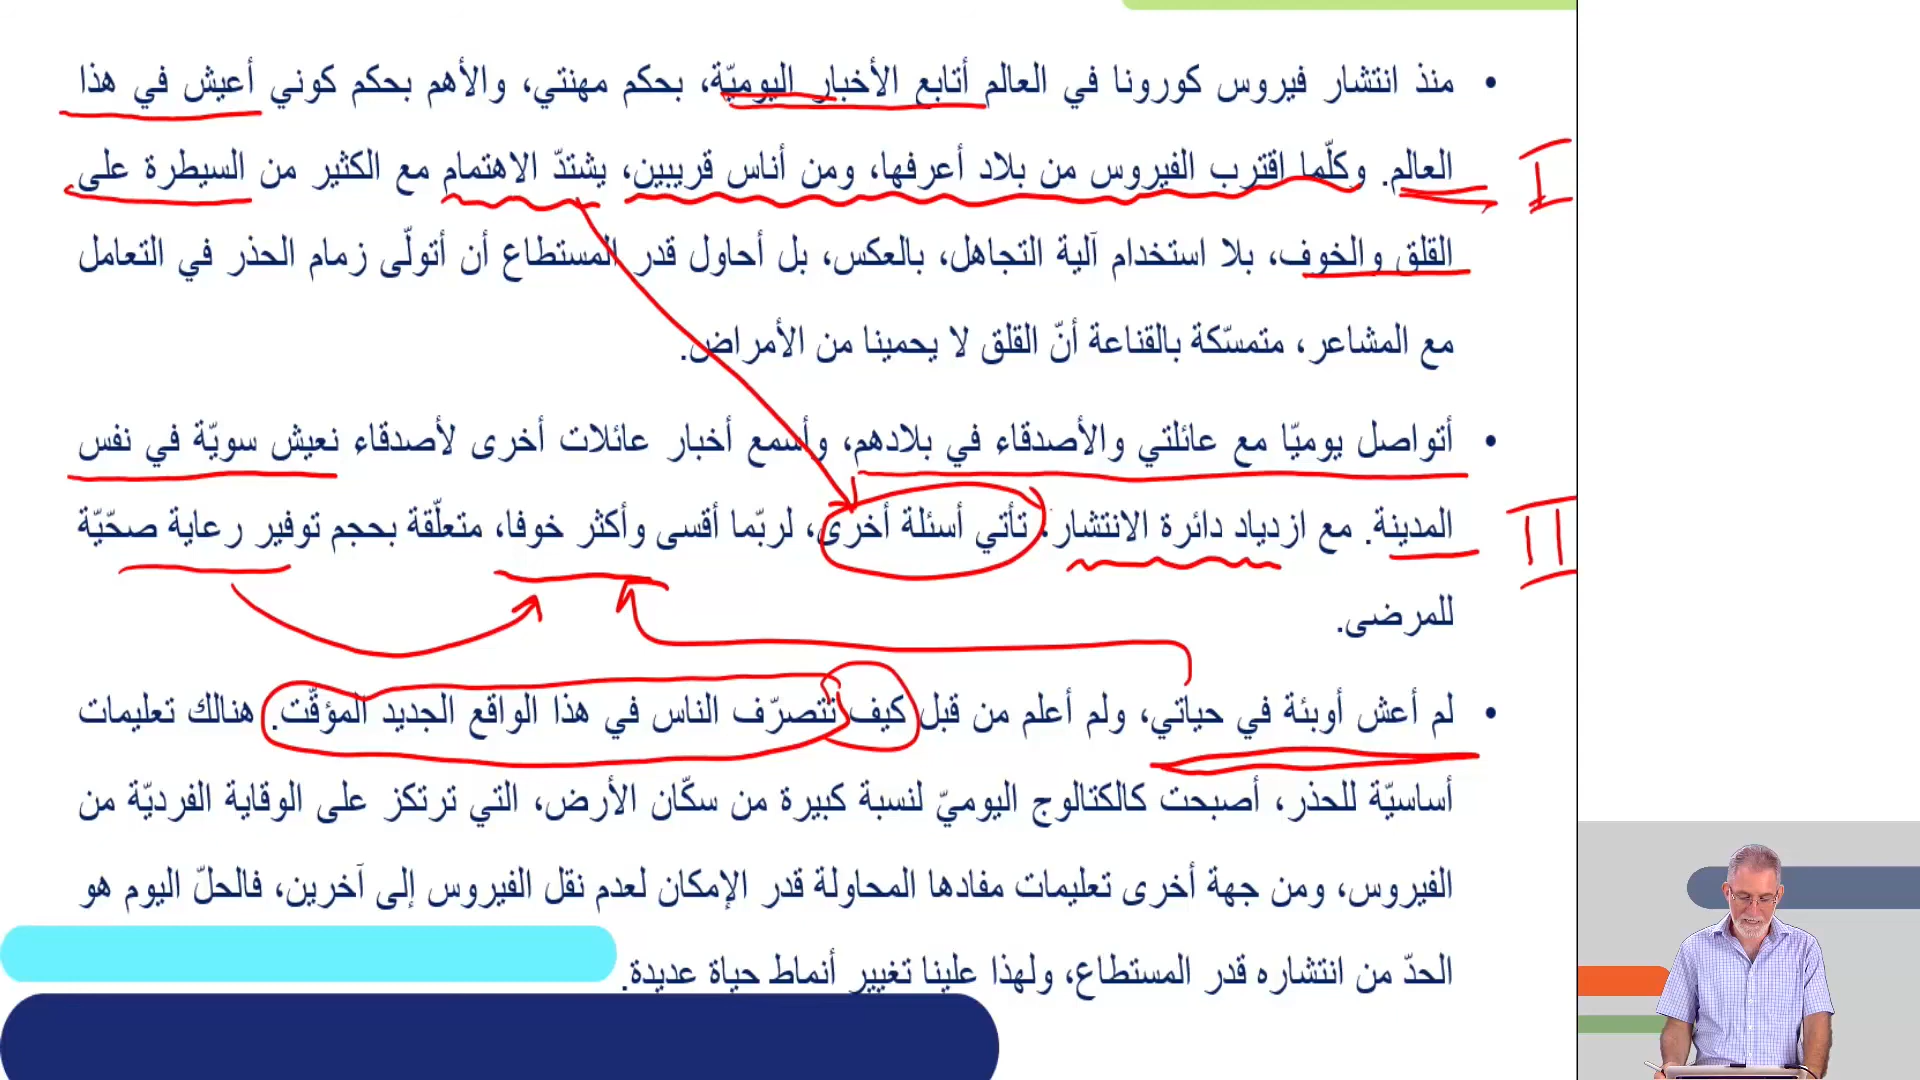 • منذ انتشار فيروس كورونا في العالم أتابع الأخبار اليوميّة، بحكم مهنتي، والأهم بحكم كوني أعيش في هذا
العالم. وكلّما اقترب الفيروس من بلاد أعرفها، ومن أناس قريبين، يشتدّ الاهتمام مع الكثير من السيطرة على
القلق والخوف، بلا استخدام آلية التجاهل، بالعكس، بل أحاول قدر المستطاع أن أتولّى زمام الحذر في التعامل
مع المشاعر، متمسّكة بالقناعة أنّ القلق لا يحمينا من الأمراض.
• أتواصل يوميّا مع عائلتي والأصدقاء في بلادهم، وأسمع أخبار عائلات أخرى لأصدقاء نعيش سويّة في نفس
المدينة. مع ازدياد دائرة الانتشار، تأتي أسئلة أخرى، لربّما أقسى وأكثر خوفا، متعلّقة بحجم توفير رعاية صحّيّة
للمرضى.
• لم أعش أوبئة في حياتي، ولم أعلم من قبل كيف تتصرّف الناس في هذا الواقع الجديد المؤقّت. هنالك تعليمات
أساسيّة للحذر، أصبحت كالكتالوج اليوميّ لنسبة كبيرة من سكّان الأرض، التي ترتكز على الوقاية الفرديّة من
الفيروس، ومن جهة أخرى تعليمات مفادها المحاولة قدر الإمكان لعدم نقل الفيروس إلى آخرين، فالحلّ اليوم هو
الحدّ من انتشاره قدر المستطاع، ولهذا علينا تغيير أنماط حياة عديدة.
I
II